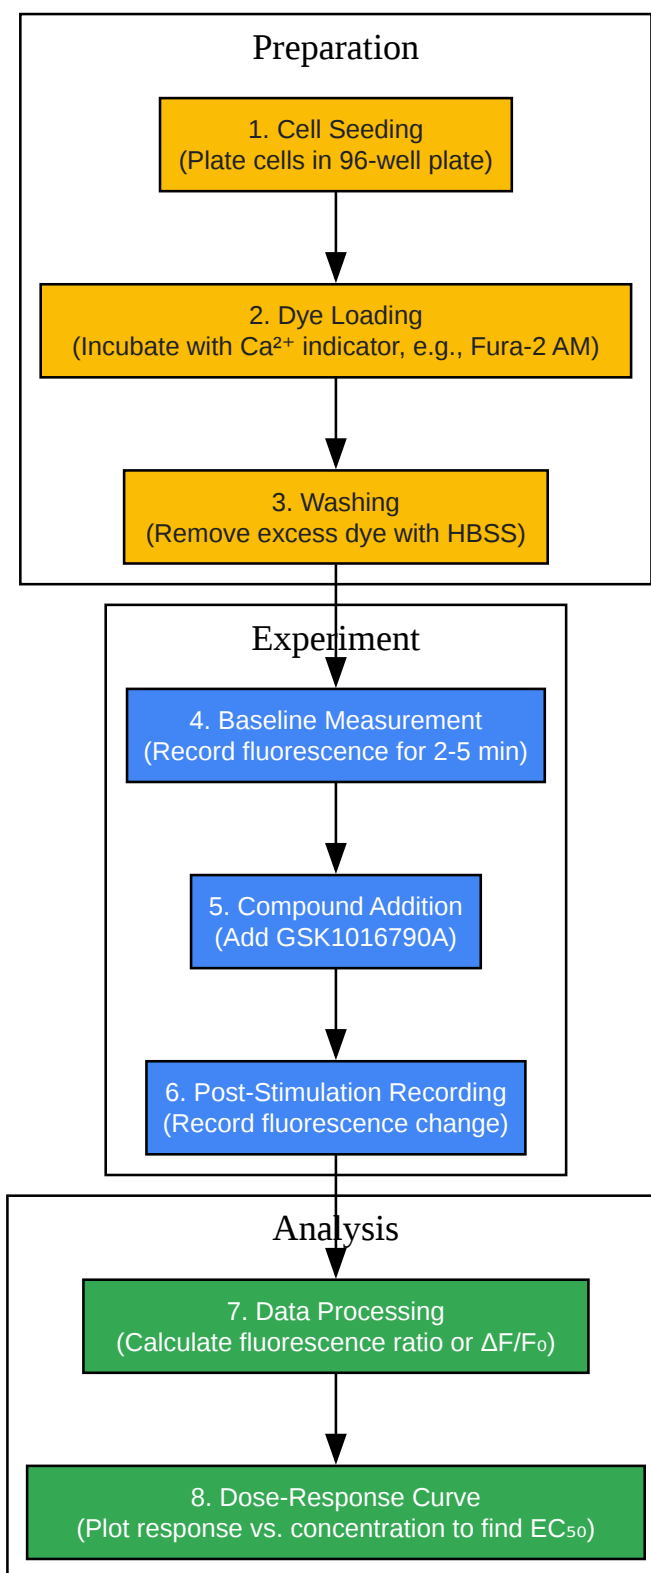 Preparation
1. Cell Seeding
(Plate cells in 96-well plate)
2. Dye Loading
(Incubate with Ca²⁺ indicator, e.g., Fura-2 AM)
3. Washing
(Remove excess dye with HBSS)
Experiment
4. Baseline Measurement
(Record fluorescence for 2-5 min)
5. Compound Addition
(Add GSK1016790A)
6. Post-Stimulation Recording
(Record fluorescence change)
Analysis
7. Data Processing
(Calculate fluorescence ratio or ΔF/F₀)
8. Dose-Response Curve
(Plot response vs. concentration to find EC₅₀)